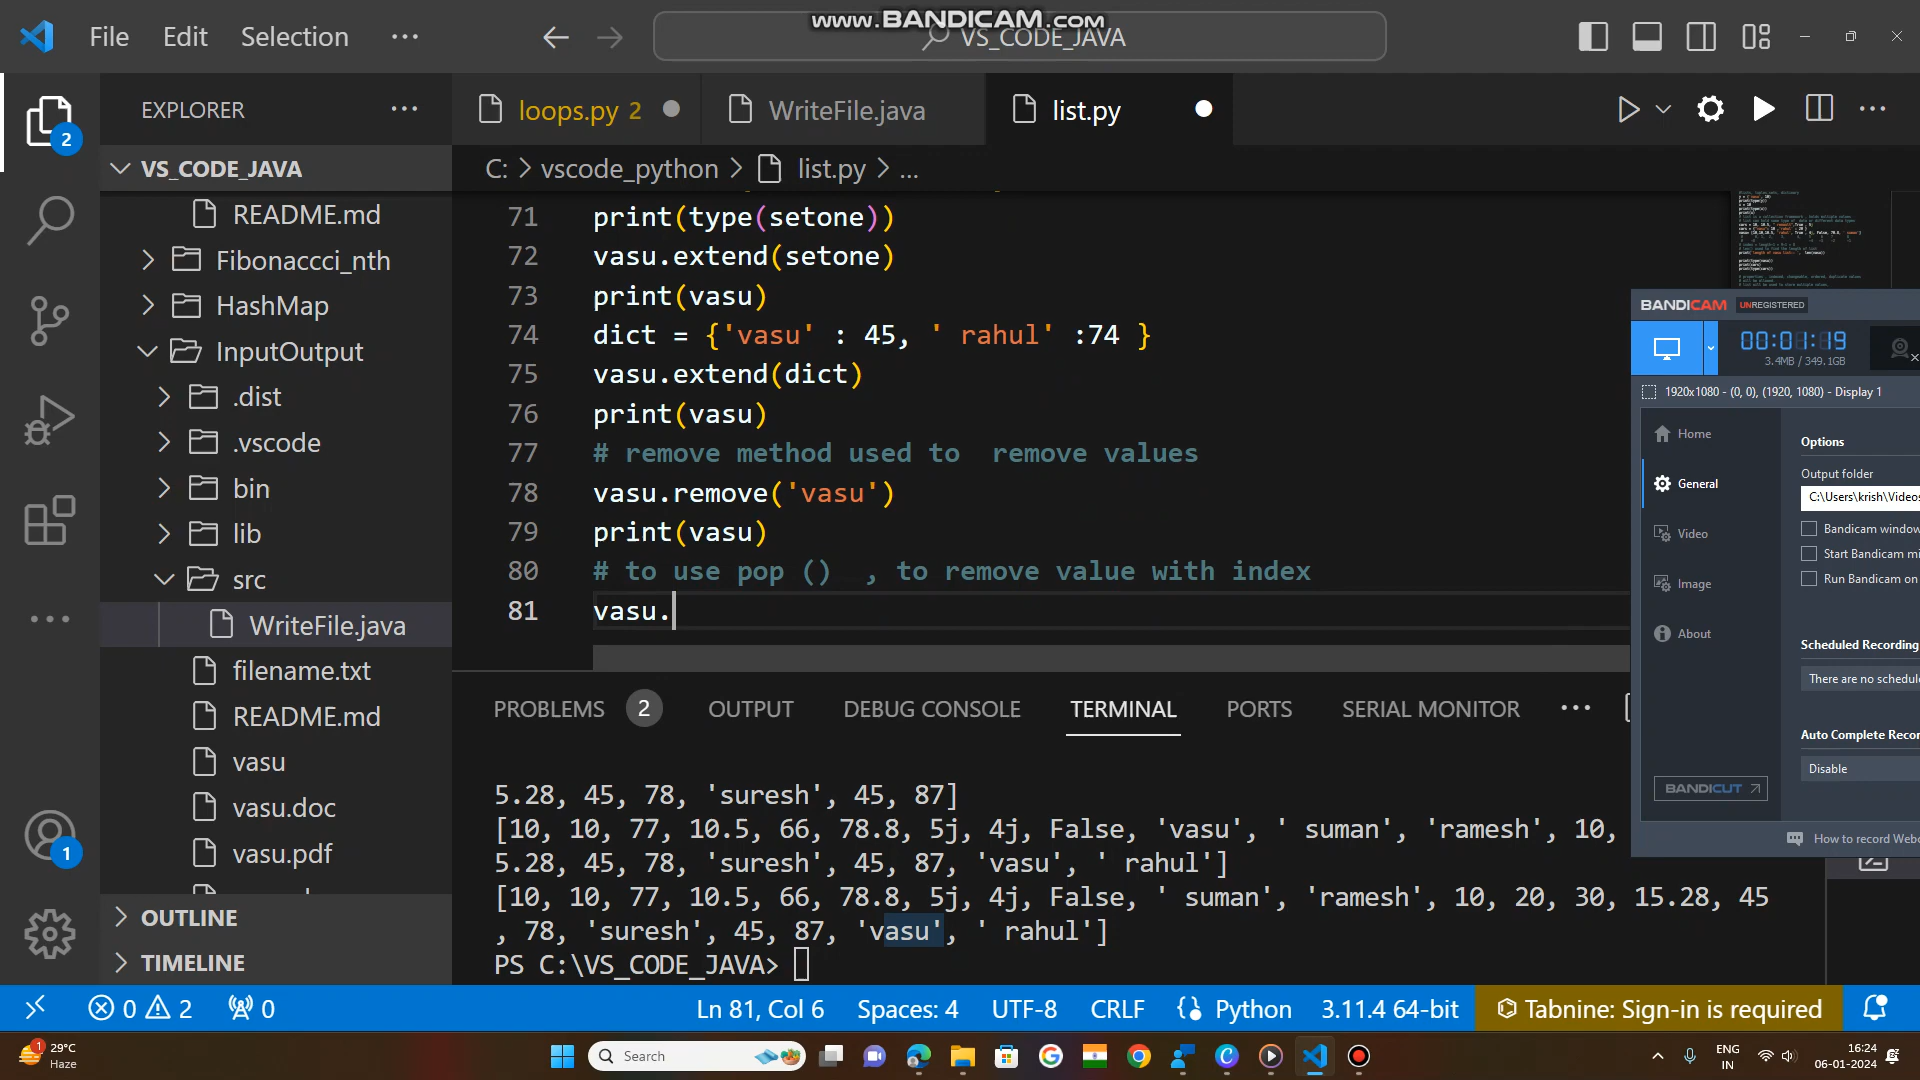 www.BANDICAM.com
File Edit Selection ...
VS_CODE_JAVA
EXPLORER
loops.py 2
WriteFile.java
list.py
VS_CODE_JAVA
C: > vscode_python > list.py > ...
README.md
Fibonaccci_nth
HashMap
InputOutput
.dist
.vscode
bin
lib
src
WriteFile.java
filename.txt
README.md
vasu
vasu.doc
vasu.pdf
OUTLINE
TIMELINE
2
1
71 print(type(setone))
72 vasu.extend(setone)
73 print(vasu)
74 dict = {'vasu' : 45, ' rahul' :74 }
75 vasu.extend(dict)
76 print(vasu)
77 # remove method used to  remove values
78 vasu.remove('vasu')
79 print(vasu)
80 # to use pop ()  , to remove value with index
81 vasu.
PROBLEMS 2 OUTPUT DEBUG CONSOLE TERMINAL PORTS SERIAL MONITOR ...
5.28, 45, 78, 'suresh', 45, 87]
[10, 10, 77, 10.5, 66, 78.8, 5j, 4j, False, 'vasu', ' suman', 'ramesh', 10,
5.28, 45, 78, 'suresh', 45, 87, 'vasu', ' rahul']
[10, 10, 77, 10.5, 66, 78.8, 5j, 4j, False, ' suman', 'ramesh', 10, 20, 30, 15.28, 45
, 78, 'suresh', 45, 87, 'vasu', ' rahul']
PS C:\VS_CODE_JAVA>
BANDICAM UNREGISTERED
00:01:19
3.4MB / 349.1GB
1920x1080 - (0, 0), (1920, 1080) - Display 1
Home
General
Video
Image
About
BANDICUT
Options
Output folder
C:\Users\krish\Videos
Bandicam window
Start Bandicam mi
Run Bandicam on
Scheduled Recording
There are no schedule
Auto Complete Recor
Disable
How to record Webc
0 2 0
Ln 81, Col 6 Spaces: 4 UTF-8 CRLF Python 3.11.4 64-bit Tabnine: Sign-in is required
1
29°C
Haze
Search
ENG
IN
16:24
06-01-2024